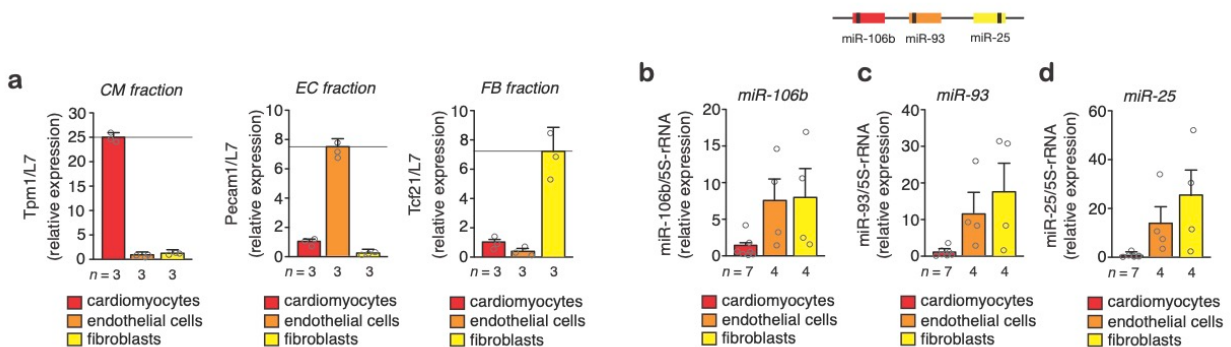 miR-106b miR-93 miR-25
a
CM fraction
Tpm1/L7
(relative expression)
30
25
20
15
10
5
0
n = 3 3 3
cardiomyocytes
endothelial cells
fibroblasts
EC fraction
Pecam1/L7
(relative expression)
10
8
6
4
2
0
n = 3 3 3
cardiomyocytes
endothelial cells
fibroblasts
FB fraction
Tcf21/L7
(relative expression)
10
8
6
4
2
0
n = 3 3 3
cardiomyocytes
endothelial cells
fibroblasts
b
miR-106b
miR-106b/5S-rRNA
(relative expression)
20
15
10
5
0
n = 7 4 4
cardiomyocytes
endothelial cells
fibroblasts
c
miR-93
miR-93/5S-rRNA
(relative expression)
40
30
20
10
0
n = 7 4 4
cardiomyocytes
endothelial cells
fibroblasts
d
miR-25
miR-25/5S-rRNA
(relative expression)
60
40
20
0
n = 7 4 4
cardiomyocytes
endothelial cells
fibroblasts